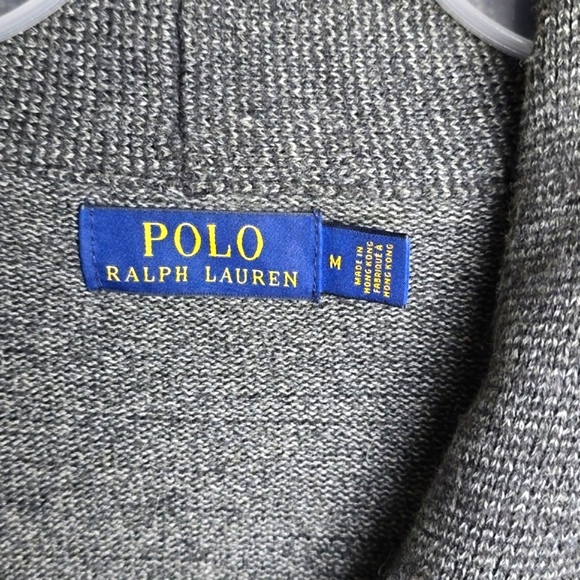 POLO
RALPH LAUREN
M
MADE IN
HONG KONG
FABRIQUÉ À
HONG KONG